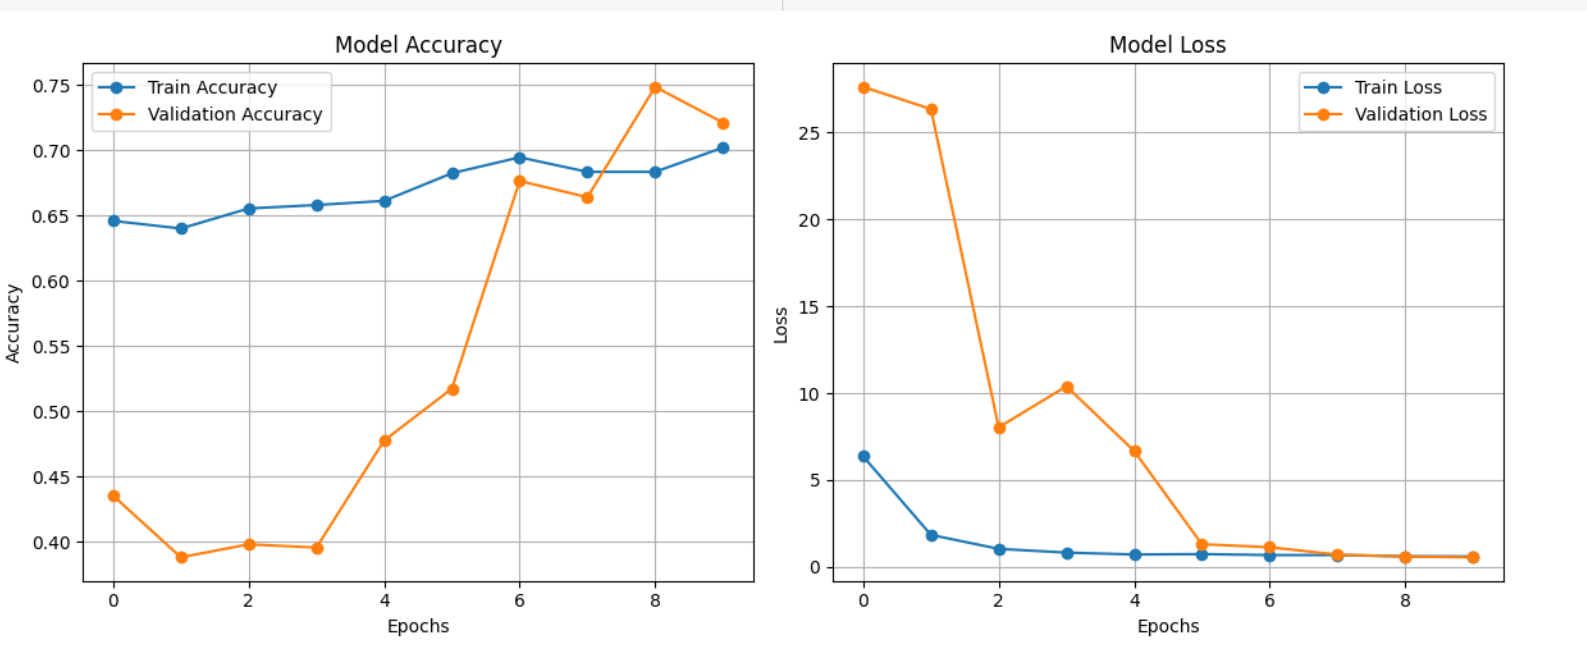 Model Accuracy
Train Accuracy
Validation Accuracy
0.75
0.70
0.65
0.60
0.55
0.50
0.45
0.40
Accuracy
0 2 4 6 8
Epochs
Model Loss
Train Loss
Validation Loss
25
20
15
10
5
0
Loss
0 2 4 6 8
Epochs